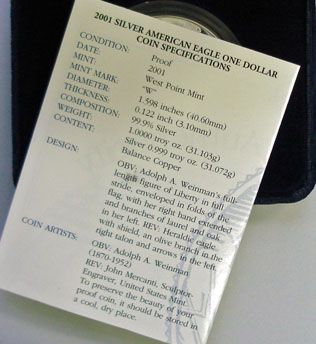 2001 SILVER AMERICAN EAGLE ONE DOLLAR
COIN SPECIFICATIONS
CONDITION: Proof
DATE: 2001
MINT: West Point Mint
MINT MARK: "W"
DIAMETER: 1.598 inches (40.60mm)
THICKNESS: 0.122 inch (3.10mm)
COMPOSITION: 99.9% Silver
WEIGHT: 1.0000 troy oz. (31.103g)
CONTENT: Silver 0.999 troy oz. (31.072g)
Balance Copper
DESIGN: OBV: Adolph A. Weinman's full-
length figure of Liberty in full
stride, enveloped in folds of the
flag, with her right hand extended
and branches of laurel and oak
in her left. REV: Heraldic eagle
with shield, an olive branch in the
right talon and arrows in the left.
COIN ARTISTS: OBV: Adolph A. Weinman
(1870-1952)
REV: John Mercanti, Sculptor-
Engraver, United States Mint
To preserve the beauty of your
proof coin, it should be stored in
a cool, dry place.